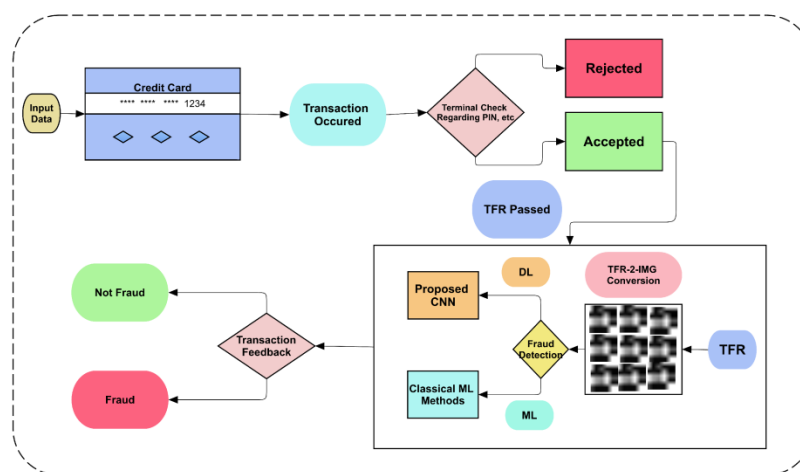 Input
Data
Credit Card
**** **** **** 1234
Transaction
Occured
Terminal Check
Regarding PIN, etc
Rejected
Accepted
TFR Passed
TFR-2-IMG
Conversion
TFR
DL
Proposed
CNN
Fraud
Detection
Classical ML
Methods
ML
Transaction
Feedback
Not Fraud
Fraud